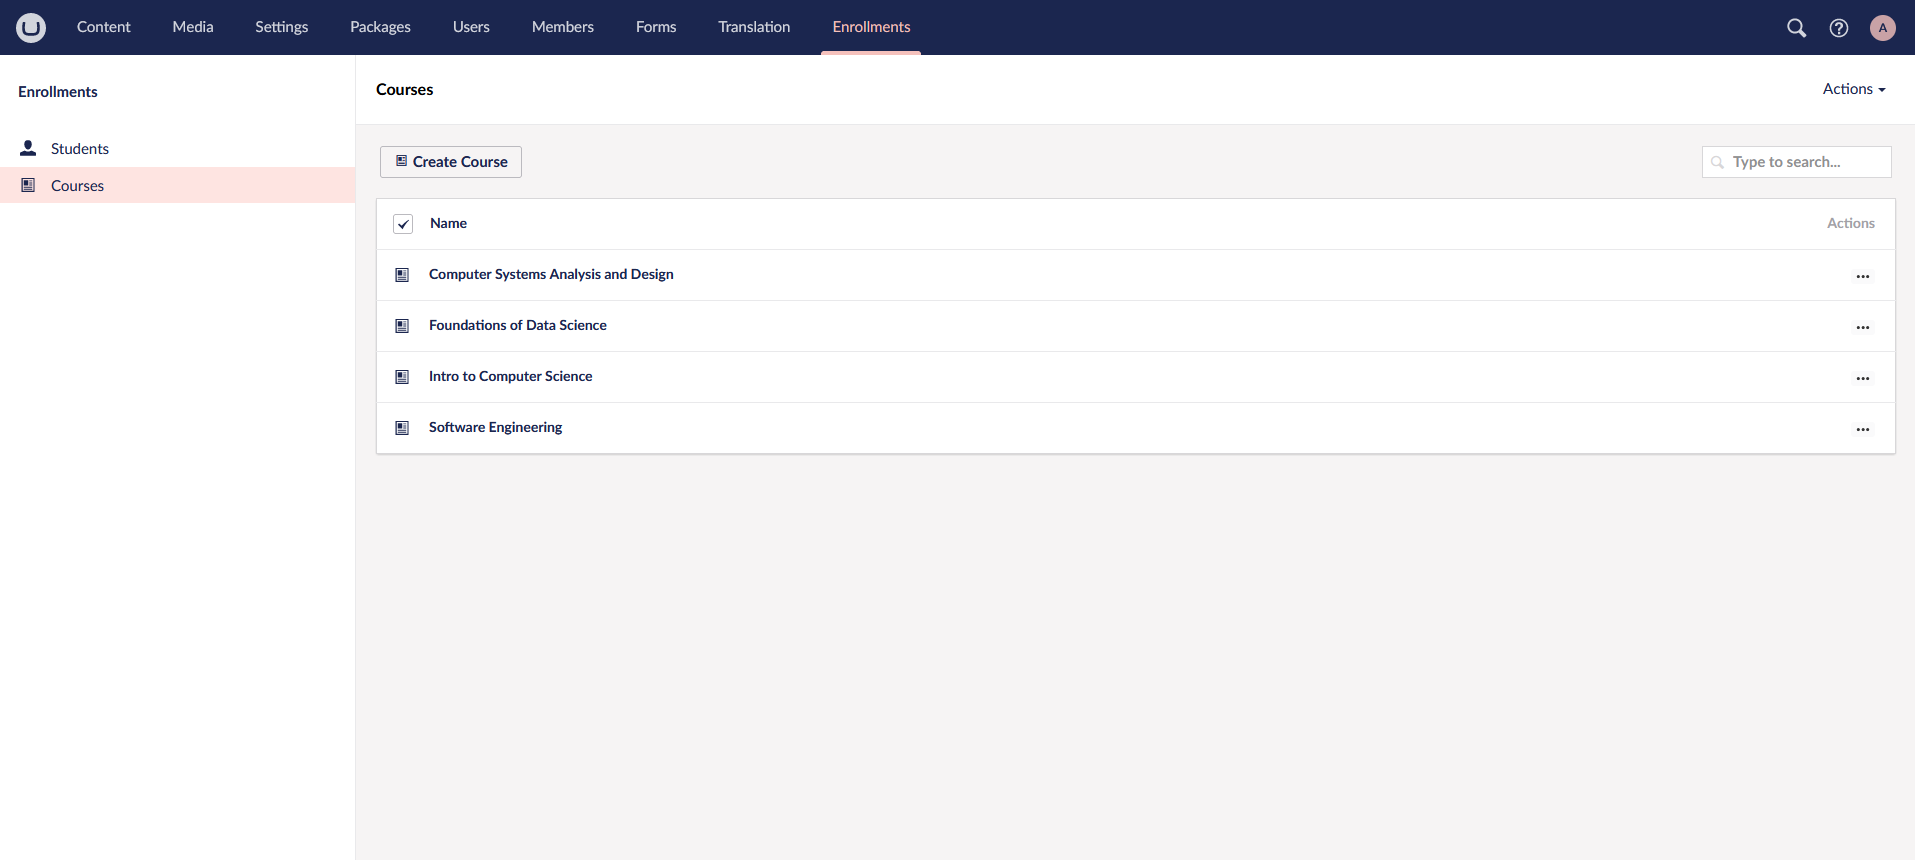 Content Media Settings Packages Users Members Forms Translation Enrollments A
Enrollments
Students
Courses
Courses
Actions
Create Course
Type to search...
Name Actions
Computer Systems Analysis and Design
Foundations of Data Science
Intro to Computer Science
Software Engineering